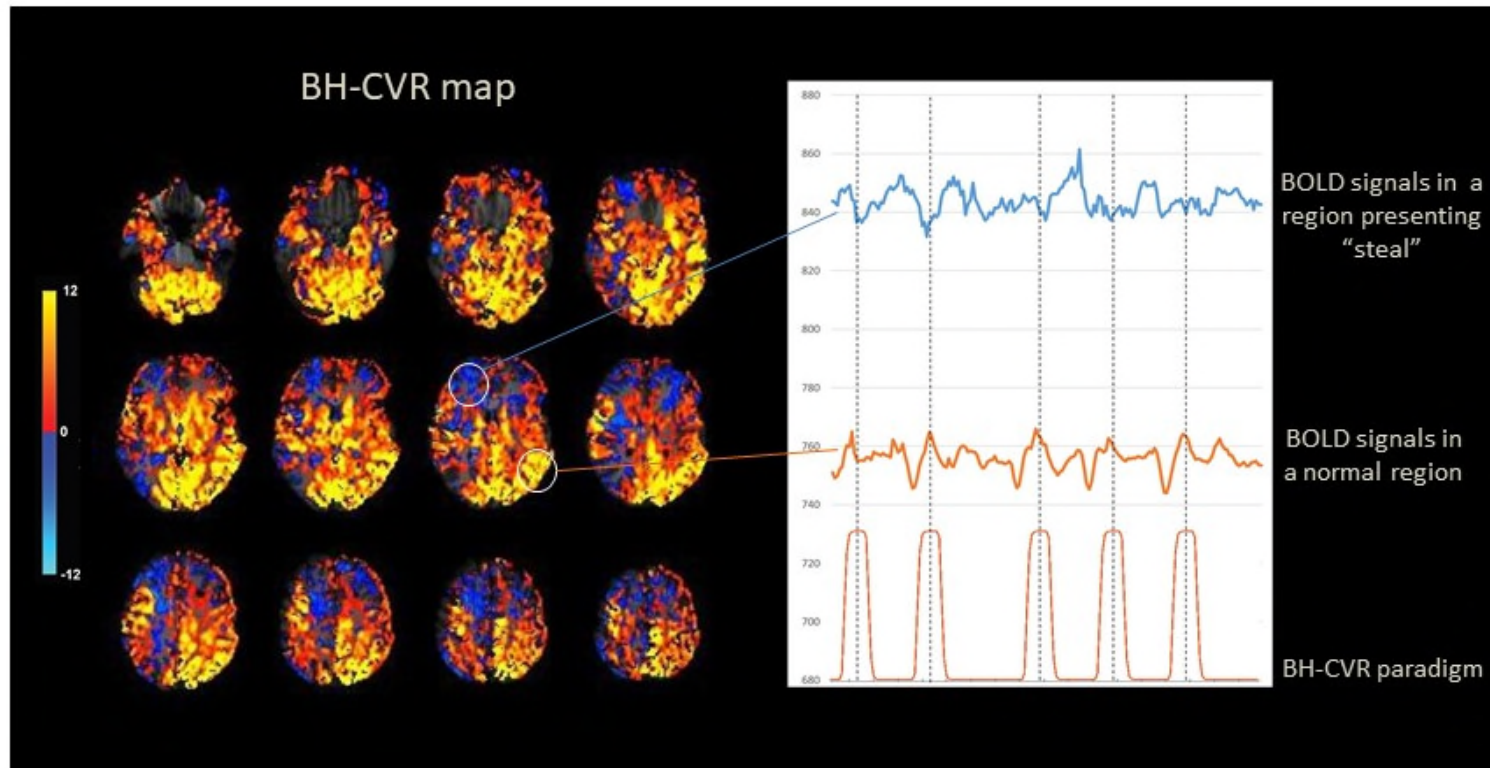 BH-CVR map
12
0
-12
880
860
840
820
800
780
760
740
720
700
680
BOLD signals in a
region presenting
"steal"
BOLD signals in
a normal region
BH-CVR paradigm